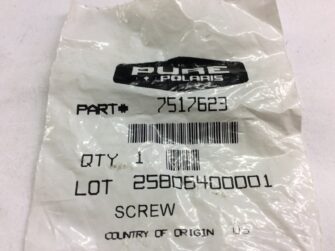 PURE
POLARIS
PART# 7517623
QTY 1
LOT 25806400001
SCREW
COUNTRY OF ORIGIN US